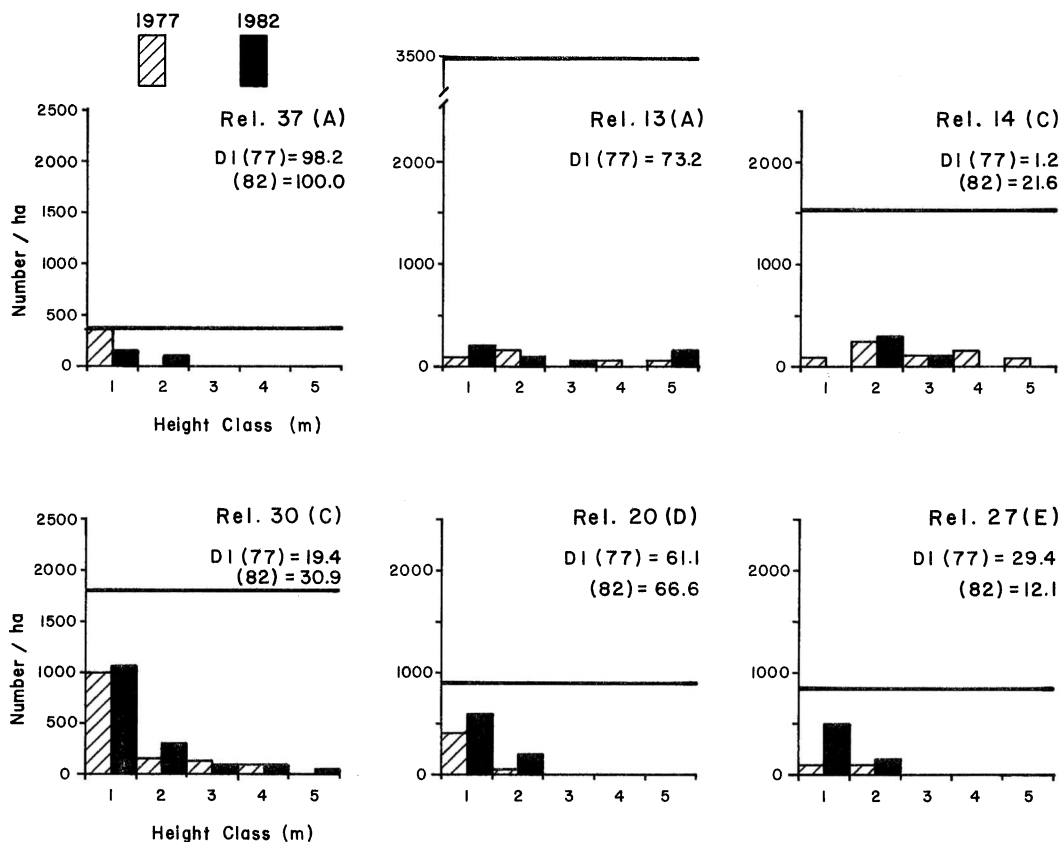 1977 1982
Rel. 37 (A)
DI (77) = 98.2
(82) = 100.0
2500
2000
1500
1000
500
0
Number / ha
1 2 3 4 5
Height Class (m)
3500
Rel. 13 (A)
DI (77) = 73.2
2000
1000
0
1 2 3 4 5
Rel. 14 (C)
DI (77) = 1.2
(82) = 21.6
2000
1000
0
1 2 3 4 5
Rel. 30 (C)
DI (77) = 19.4
(82) = 30.9
2500
2000
1500
1000
500
0
Number / ha
1 2 3 4 5
Height Class (m)
Rel. 20 (D)
DI (77) = 61.1
(82) = 66.6
2000
1000
0
1 2 3 4 5
Rel. 27 (E)
DI (77) = 29.4
(82) = 12.1
2000
1000
0
1 2 3 4 5